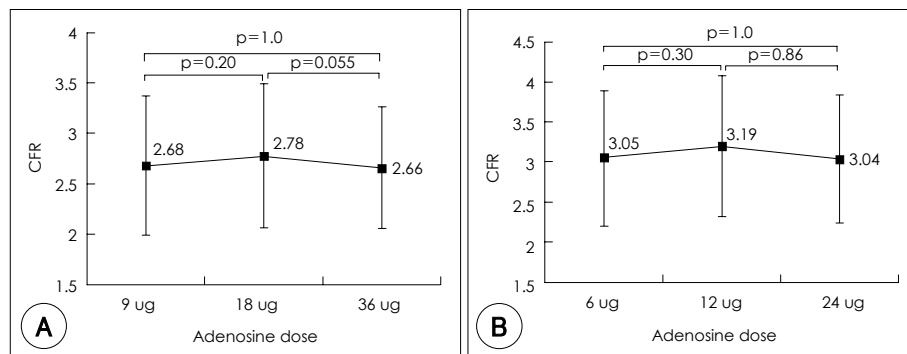 4
3.5
3
2.5
2
1.5
CFR
p=1.0
p=0.20
p=0.055
2.68
2.78
2.66
9 ug
18 ug
36 ug
Adenosine dose
A
4.5
4
3.5
3
2.5
2
1.5
CFR
p=1.0
p=0.30
p=0.86
3.05
3.19
3.04
6 ug
12 ug
24 ug
Adenosine dose
B